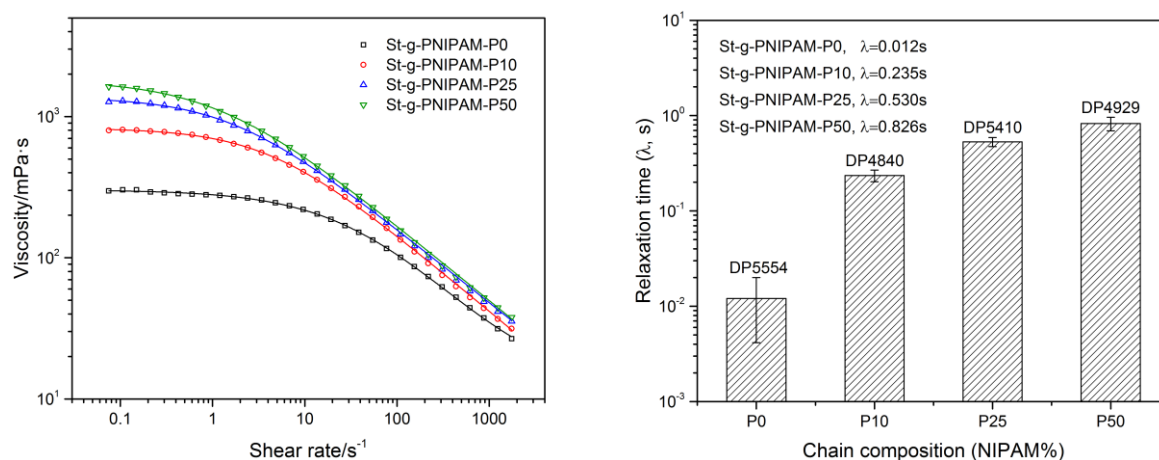 St-g-PNIPAM-P0
St-g-PNIPAM-P10
St-g-PNIPAM-P25
St-g-PNIPAM-P50
10³
10²
10¹
Viscosity/mPa·s
0.1 1 10 100 1000
Shear rate/s⁻¹
St-g-PNIPAM-P0, λ=0.012s
St-g-PNIPAM-P10, λ=0.235s
St-g-PNIPAM-P25, λ=0.530s
St-g-PNIPAM-P50, λ=0.826s
10¹
10⁰
10⁻¹
10⁻²
10⁻³
Relaxation time (λ, s)
DP5554
DP4840
DP5410
DP4929
P0 P10 P25 P50
Chain composition (NIPAM%)